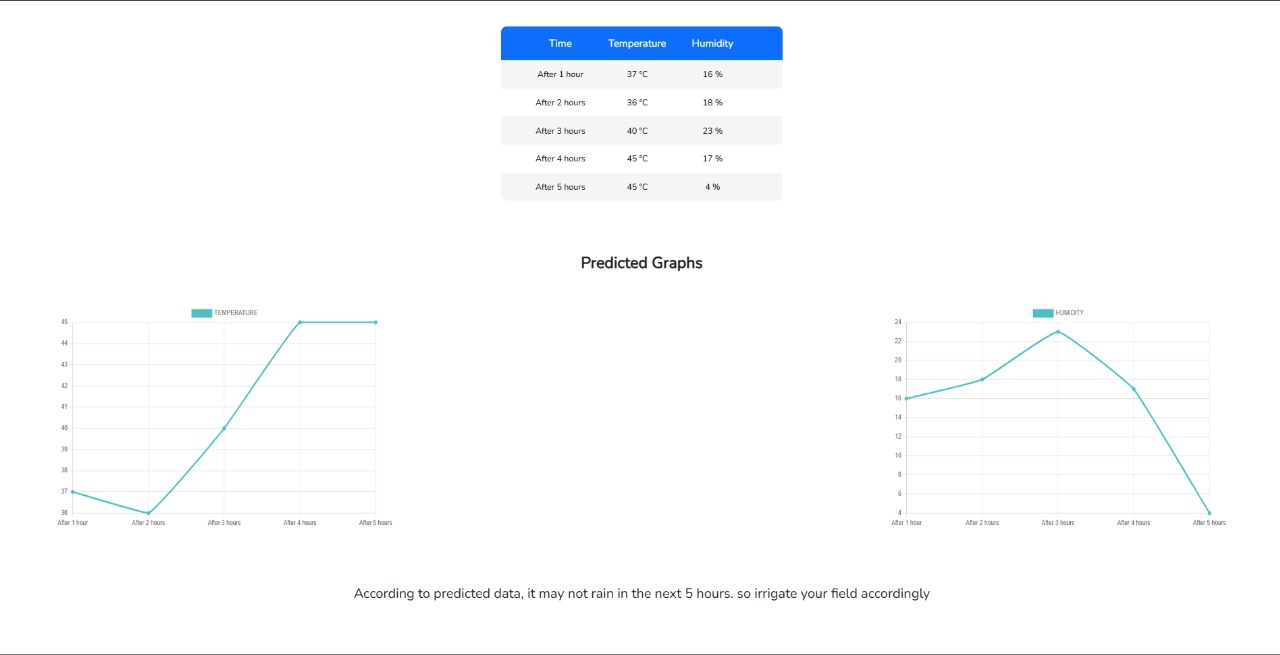 Time Temperature Humidity
After 1 hour 37 °C 16 %
After 2 hours 36 °C 18 %
After 3 hours 40 °C 23 %
After 4 hours 45 °C 17 %
After 5 hours 45 °C 4 %
Predicted Graphs
TEMPERATURE
45
44
43
42
41
40
39
38
37
36
After 1 hour After 2 hours After 3 hours After 4 hours After 5 hours
HUMIDITY
24
22
20
18
16
14
12
10
8
6
4
After 1 hour After 2 hours After 3 hours After 4 hours After 5 hours
According to predicted data, it may not rain in the next 5 hours. so irrigate your field accordingly